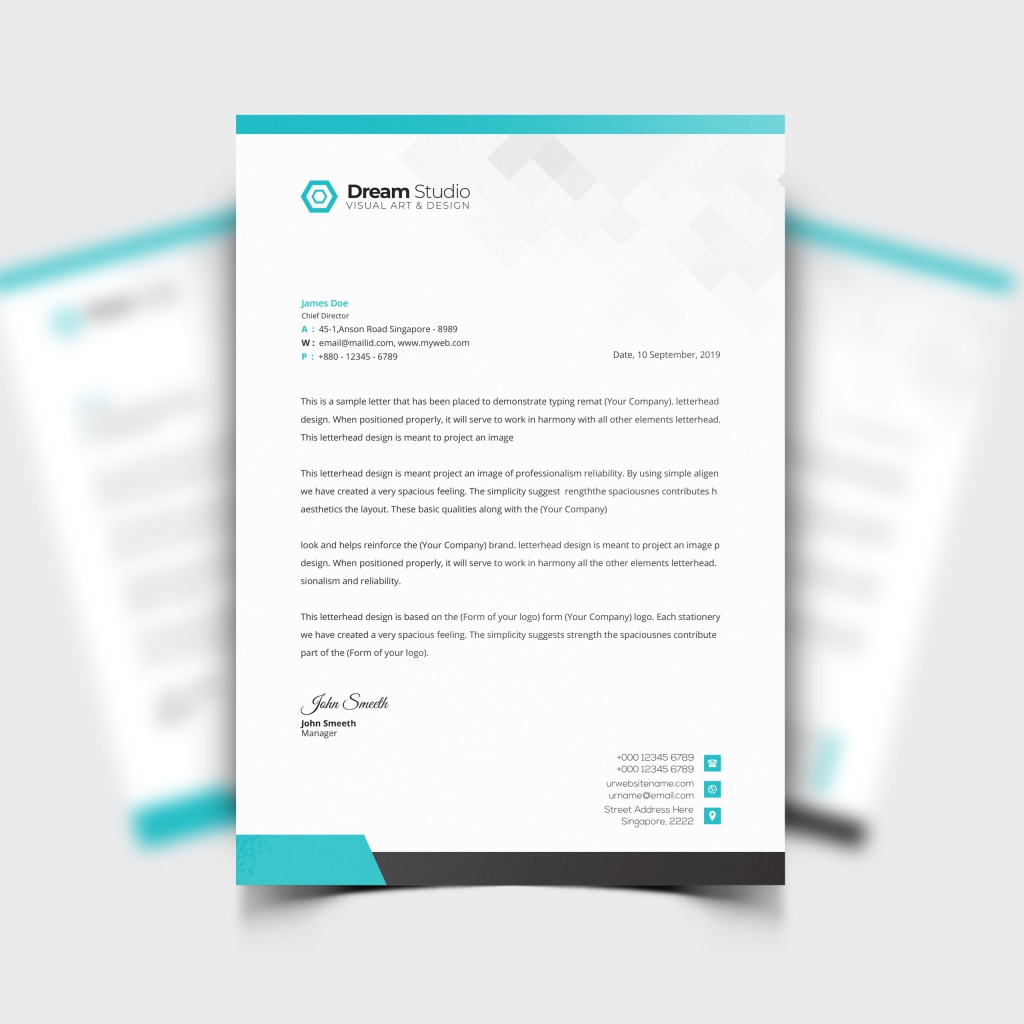 Dream Studio
VISUAL ART & DESIGN
James Doe
Chief Director
A : 45-1,Anson Road Singapore - 8989
W : email@mailid.com, www.myweb.com
P : +880 - 12345 - 6789
Date, 10 September, 2019
This is a sample letter that has been placed to demonstrate typing remat (Your Company). letterhead
design. When positioned properly, it will serve to work in harmony with all other elements letterhead.
This letterhead design is meant to project an image
This letterhead design is meant project an image of professionalism reliability. By using simple aligen
we have created a very spacious feeling. The simplicity suggest rengththe spaciousnes contributes h
aesthetics the layout. These basic qualities along with the (Your Company)
look and helps reinforce the (Your Company) brand. letterhead design is meant to project an image p
design. When positioned properly, it will serve to work in harmony all the other elements letterhead.
sionalism and reliability.
This letterhead design is based on the (Form of your logo) form (Your Company) logo. Each stationery
we have created a very spacious feeling. The simplicity suggests strength the spaciousnes contribute
part of the (Form of your logo).
John Smeeth
John Smeeth
Manager
+000 12345 6789
+000 12345 6789
urwebsitename.com
urname@email.com
Street Address Here
Singapore, 2222